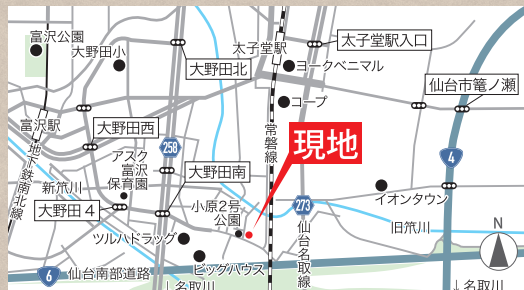 富沢公園
大野田小
大野田北
太子堂駅
太子堂駅入口
ヨークベニマル
仙台市篭ノ瀬
コープ
富沢駅
大野田西
258
常磐線
現地
4
地下鉄南北線
アスク
富沢
保育園
大野田南
新笊川
大野田4
小原2号
公園
273
イオンタウン
旧笊川
ツルハドラッグ
仙台名取線
ビッグハウス
N
6
仙台南部道路
↓名取川
↓名取川